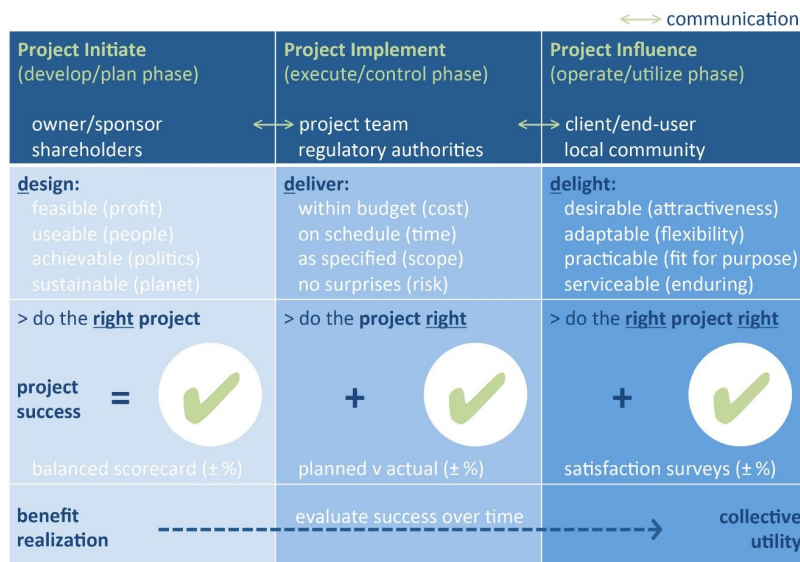 communication
Project Initiate
(develop/plan phase)
owner/sponsor
shareholders
Project Implement
(execute/control phase)
project team
regulatory authorities
Project Influence
(operate/utilize phase)
client/end-user
local community
design:
feasible (profit)
useable (people)
achievable (politics)
sustainable (planet)
deliver:
within budget (cost)
on schedule (time)
as specified (scope)
no surprises (risk)
delight:
desirable (attractiveness)
adaptable (flexibility)
practicable (fit for purpose)
serviceable (enduring)
> do the right project
> do the project right
> do the right project right
project
success
=
+
+
balanced scorecard (± %)
planned v actual (± %)
satisfaction surveys (± %)
benefit
realization
evaluate success over time
collective
utility